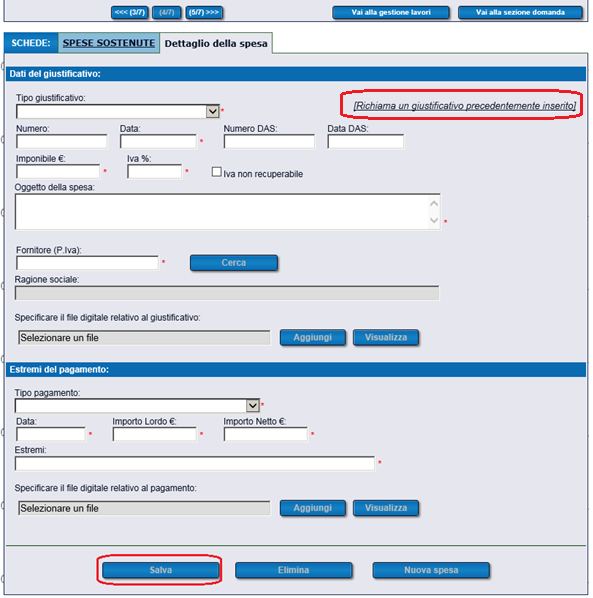 <<< (3/7) (4/7) (5/7) >>> Vai alla gestione lavori Vai alla sezione domanda
SCHEDE: SPESE SOSTENUTE Dettaglio della spesa
Dati del giustificativo:
Tipo giustificativo:
* [Richiama un giustificativo precedentemente inserito]
Numero: Data: Numero DAS: Data DAS:
*
Imponibile €: Iva %:
* * Iva non recuperabile
Oggetto della spesa:
*
Fornitore (P.Iva):
* Cerca
Ragione sociale:
Specificare il file digitale relativo al giustificativo:
Selezionare un file Aggiungi Visualizza
Estremi del pagamento:
Tipo pagamento:
*
Data: Importo Lordo €: Importo Netto €:
* * *
Estremi:
*
Specificare il file digitale relativo al pagamento:
Selezionare un file Aggiungi Visualizza
Salva Elimina Nuova spesa